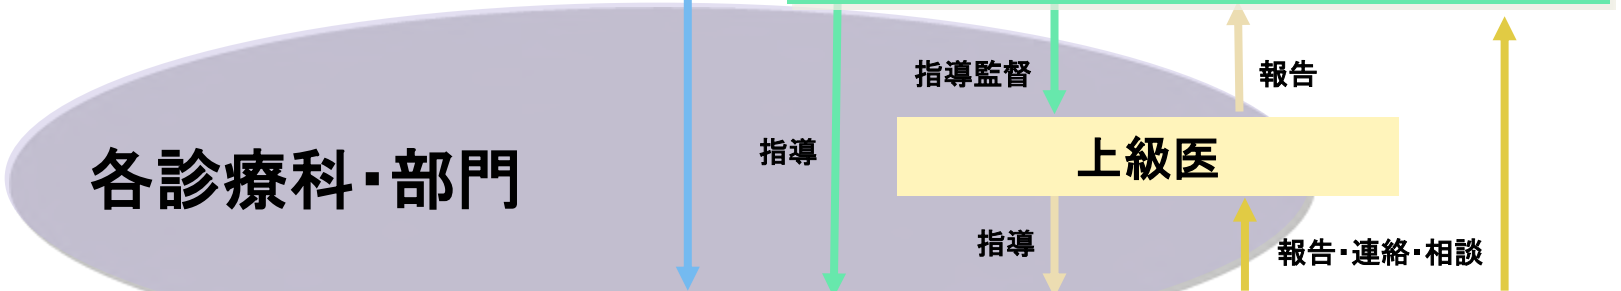 指導監督
報告
各診療科・部門
指導
上級医
指導
報告・連絡・相談